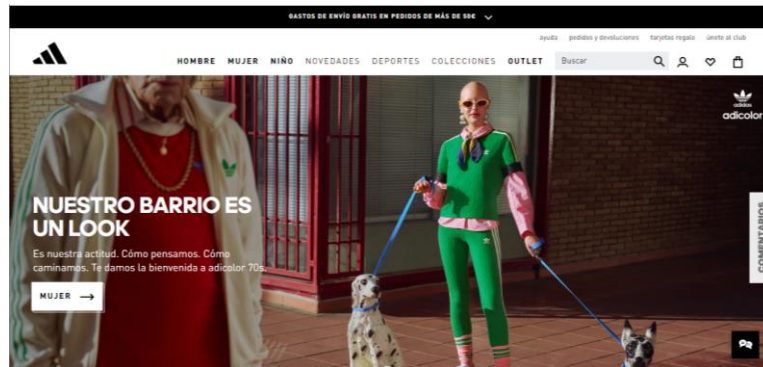 GASTOS DE ENVÍO GRATIS EN PEDIDOS DE MÁS DE 50€
ayuda pedidos y devoluciones tarjetas regalo únete al club
HOMBRE MUJER NIÑO NOVEDADES DEPORTES COLECCIONES OUTLET Buscar
adidas
adicolor
NUESTRO BARRIO ES
UN LOOK
Es nuestra actitud. Cómo pensamos. Cómo
caminamos. Te damos la bienvenida a adicolor 70s.
MUJER
COMENTARIOS